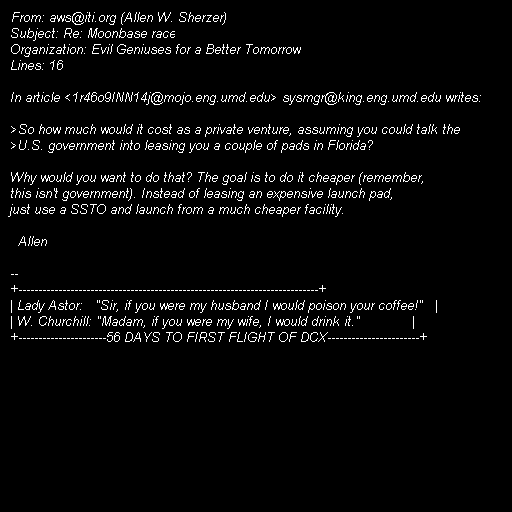 From: aws@iti.org (Allen W. Sherzer)
Subject: Re: Moonbase race
Organization: Evil Geniuses for a Better Tomorrow
Lines: 16

In article <1r46o9INN14j@mojo.eng.umd.edu> sysmgr@king.eng.umd.edu writes:

>So how much would it cost as a private venture, assuming you could talk the
>U.S. government into leasing you a couple of pads in Florida?

Why would you want to do that? The goal is to do it cheaper (remember,
this isn't government). Instead of leasing an expensive launch pad,
just use a SSTO and launch from a much cheaper facility.

  Allen

--
+---------------------------------------------------------------------------+
| Lady Astor:   "Sir, if you were my husband I would poison your coffee!"   |
| W. Churchill: "Madam, if you were my wife, I would drink it."             |
+----------------------56 DAYS TO FIRST FLIGHT OF DCX-----------------------+